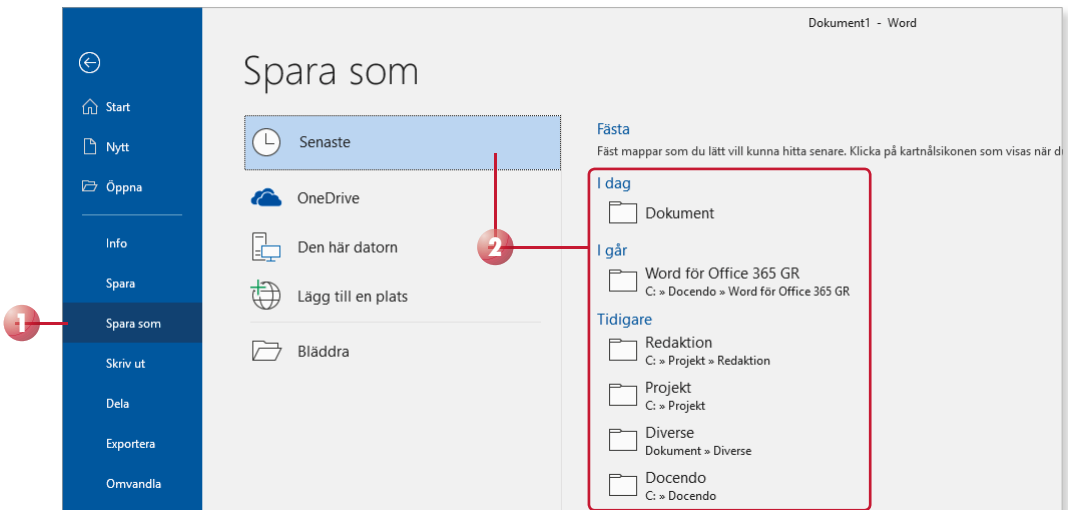 Dokument1 - Word
Spara som
Start
Nytt
Öppna
Info
Spara
Spara som
Skriv ut
Dela
Exportera
Omvandla
Senaste
OneDrive
Den här datorn
Lägg till en plats
Bläddra
Fästa
Fäst mappar som du lätt vill kunna hitta senare. Klicka på kartnålsikonen som visas när
I dag
Dokument
I går
Word för Office 365 GR
C: » Docendo » Word för Office 365 GR
Tidigare
Redaktion
C: » Projekt » Redaktion
Projekt
C: » Projekt
Diverse
Dokument » Diverse
Docendo
C: » Docendo
1
2